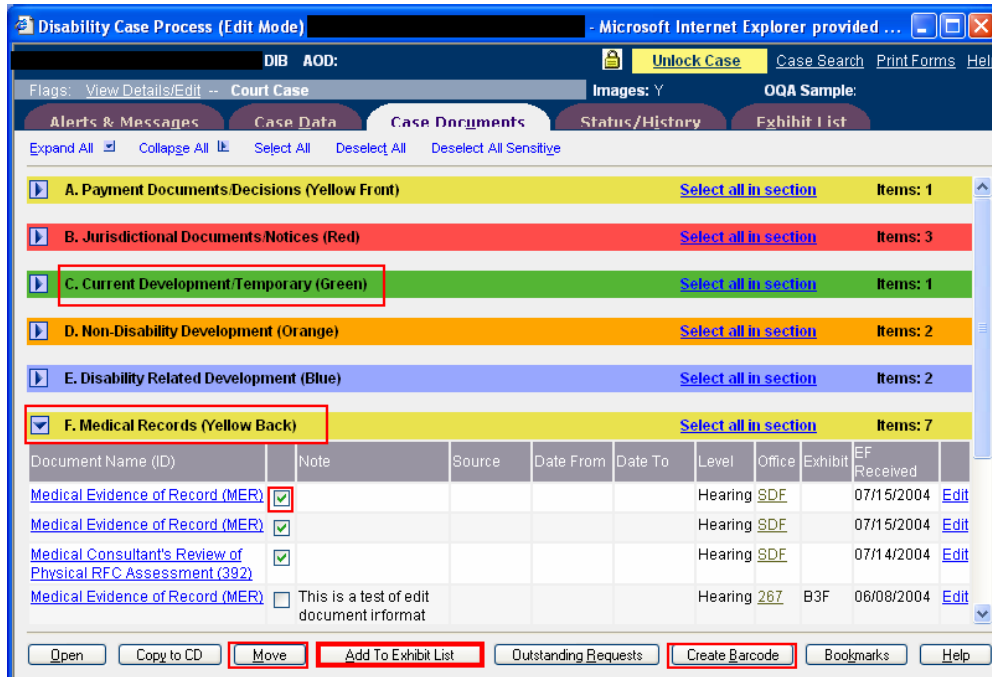 Disability Case Process (Edit Mode) - Microsoft Internet Explorer provided ...
DIB AOD: Unlock Case Case Search Print Forms Hel
Flags: View Details/Edit -- Court Case Images: Y OQA Sample:
Alerts & Messages Case Data Case Documents Status/History Exhibit List
Expand All Collapse All Select All Deselect All Deselect All Sensitive
A. Payment Documents/Decisions (Yellow Front) Select all in section Items: 1
B. Jurisdictional Documents/Notices (Red) Select all in section Items: 3
C. Current Development/Temporary (Green) Select all in section Items: 1
D. Non-Disability Development (Orange) Select all in section Items: 2
E. Disability Related Development (Blue) Select all in section Items: 2
F. Medical Records (Yellow Back) Select all in section Items: 7
Document Name (ID) Note Source Date From Date To Level Office Exhibit EF
Received
Medical Evidence of Record (MER) Hearing SDF 07/15/2004 Edit
Medical Evidence of Record (MER) Hearing SDF 07/15/2004 Edit
Medical Consultant's Review of Hearing SDF 07/14/2004 Edit
Physical RFC Assessment (392)
Medical Evidence of Record (MER) This is a test of edit Hearing 267 B3F 06/08/2004 Edit
document irformat
Open Copy to CD Move Add To Exhibit List Outstanding Requests Create Barcode Bookmarks Help